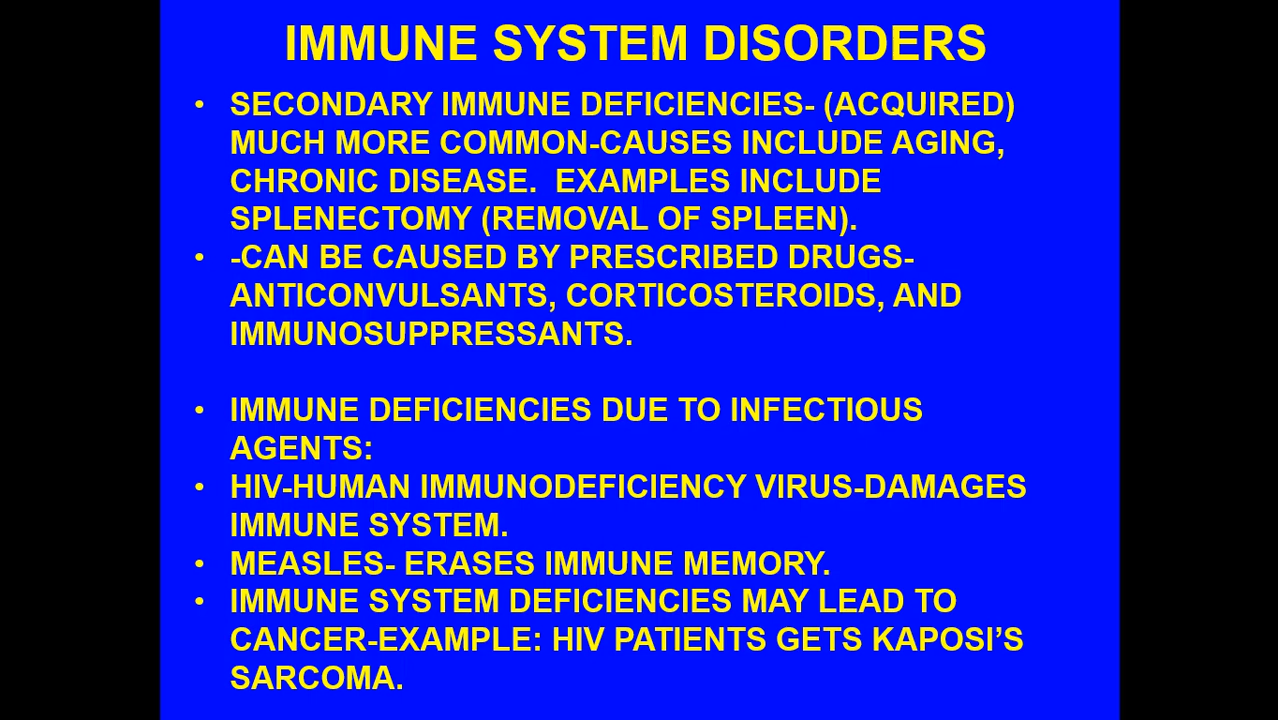 IMMUNE SYSTEM DISORDERS
• SECONDARY IMMUNE DEFICIENCIES- (ACQUIRED)
MUCH MORE COMMON-CAUSES INCLUDE AGING,
CHRONIC DISEASE.  EXAMPLES INCLUDE
SPLENECTOMY (REMOVAL OF SPLEEN).
• -CAN BE CAUSED BY PRESCRIBED DRUGS-
ANTICONVULSANTS, CORTICOSTEROIDS, AND
IMMUNOSUPPRESSANTS.
• IMMUNE DEFICIENCIES DUE TO INFECTIOUS
AGENTS:
• HIV-HUMAN IMMUNODEFICIENCY VIRUS-DAMAGES
IMMUNE SYSTEM.
• MEASLES- ERASES IMMUNE MEMORY.
• IMMUNE SYSTEM DEFICIENCIES MAY LEAD TO
CANCER-EXAMPLE: HIV PATIENTS GETS KAPOSI’S
SARCOMA.